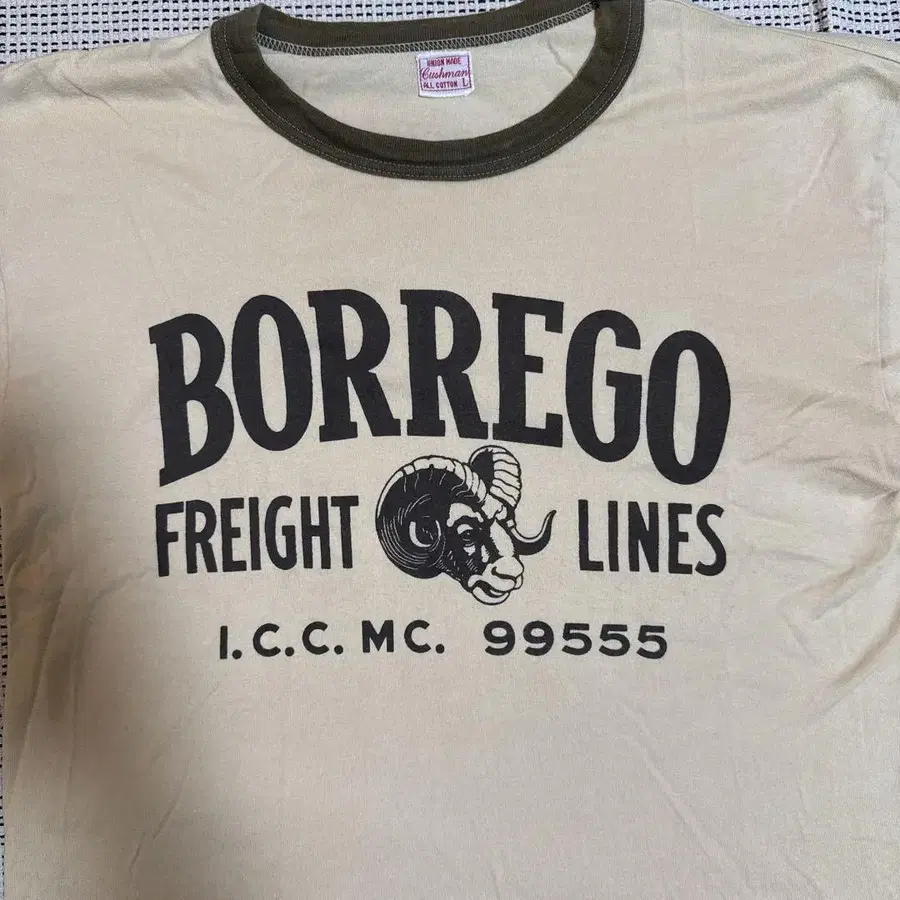 UNION MADE
Cushman
ALL COTTON L
BORREGO
FREIGHT LINES
I.C.C. MC. 99555